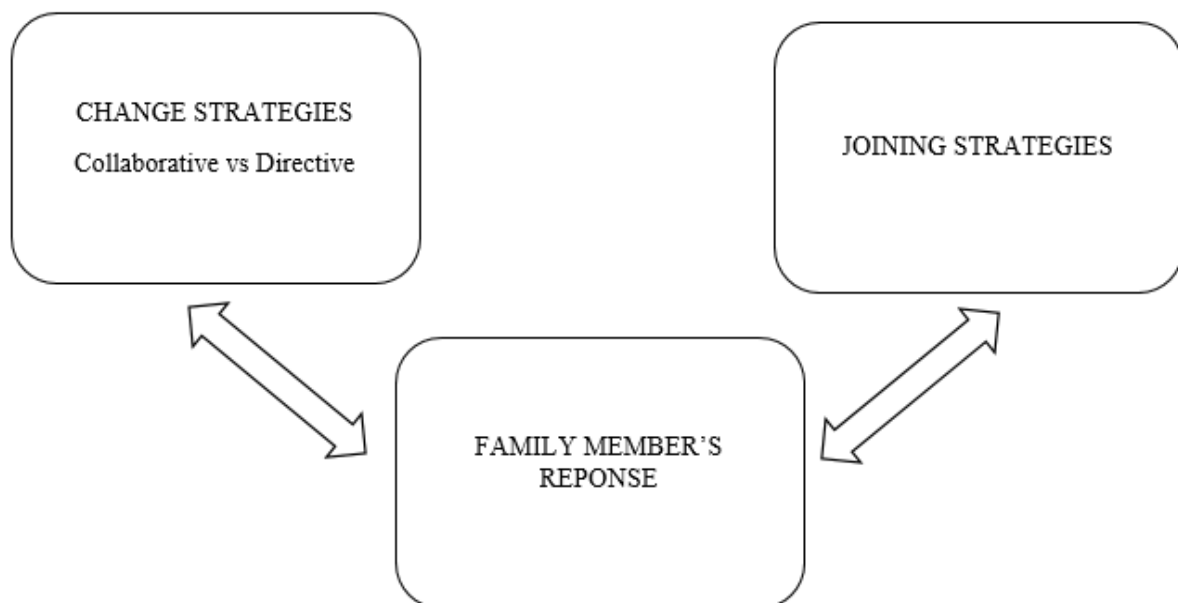 CHANGE STRATEGIES
Collaborative vs Directive
JOINING STRATEGIES
FAMILY MEMBER’S
REPONSE